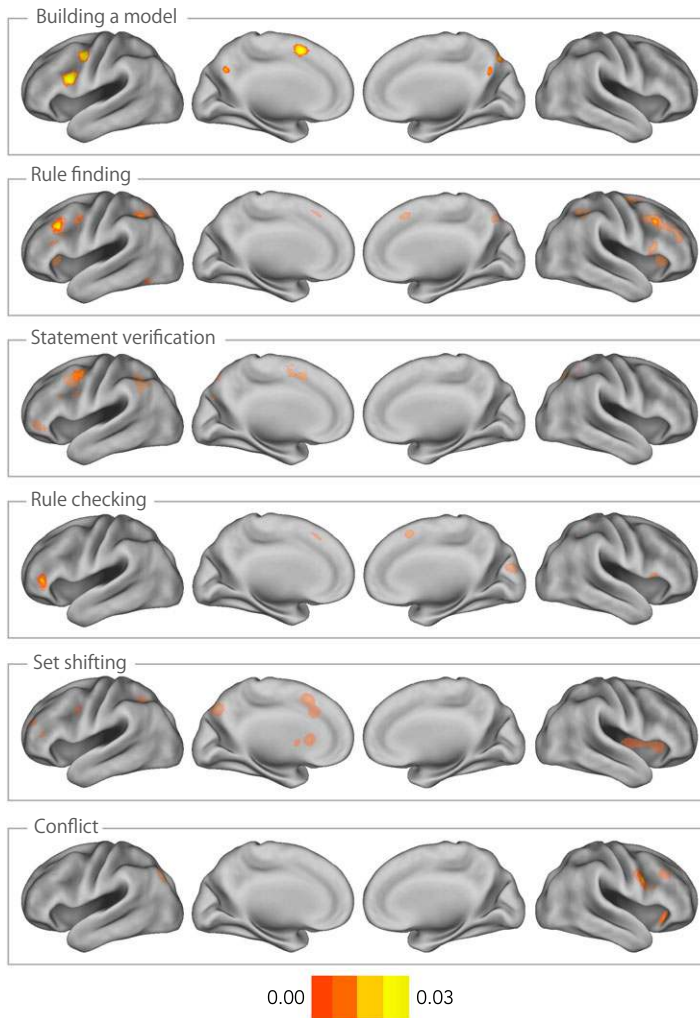 Building a model
Rule finding
Statement verification
Rule checking
Set shifting
Conflict
0.00 0.03